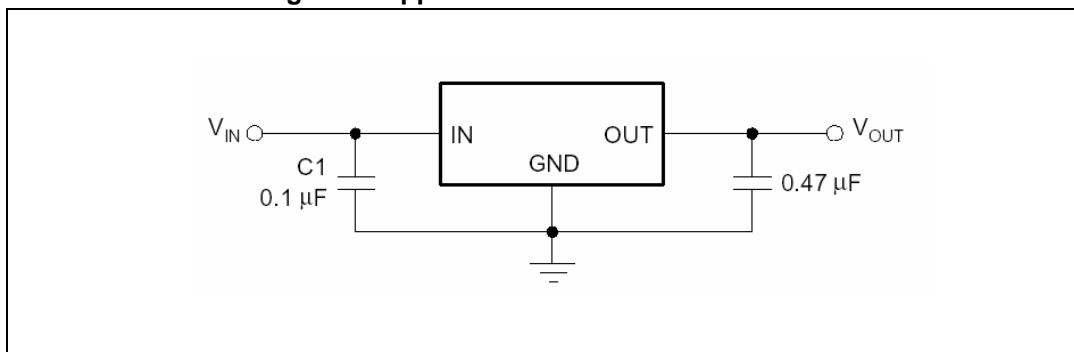 V_IN
IN
OUT
V_OUT
GND
C1
0.1 μF
0.47 μF